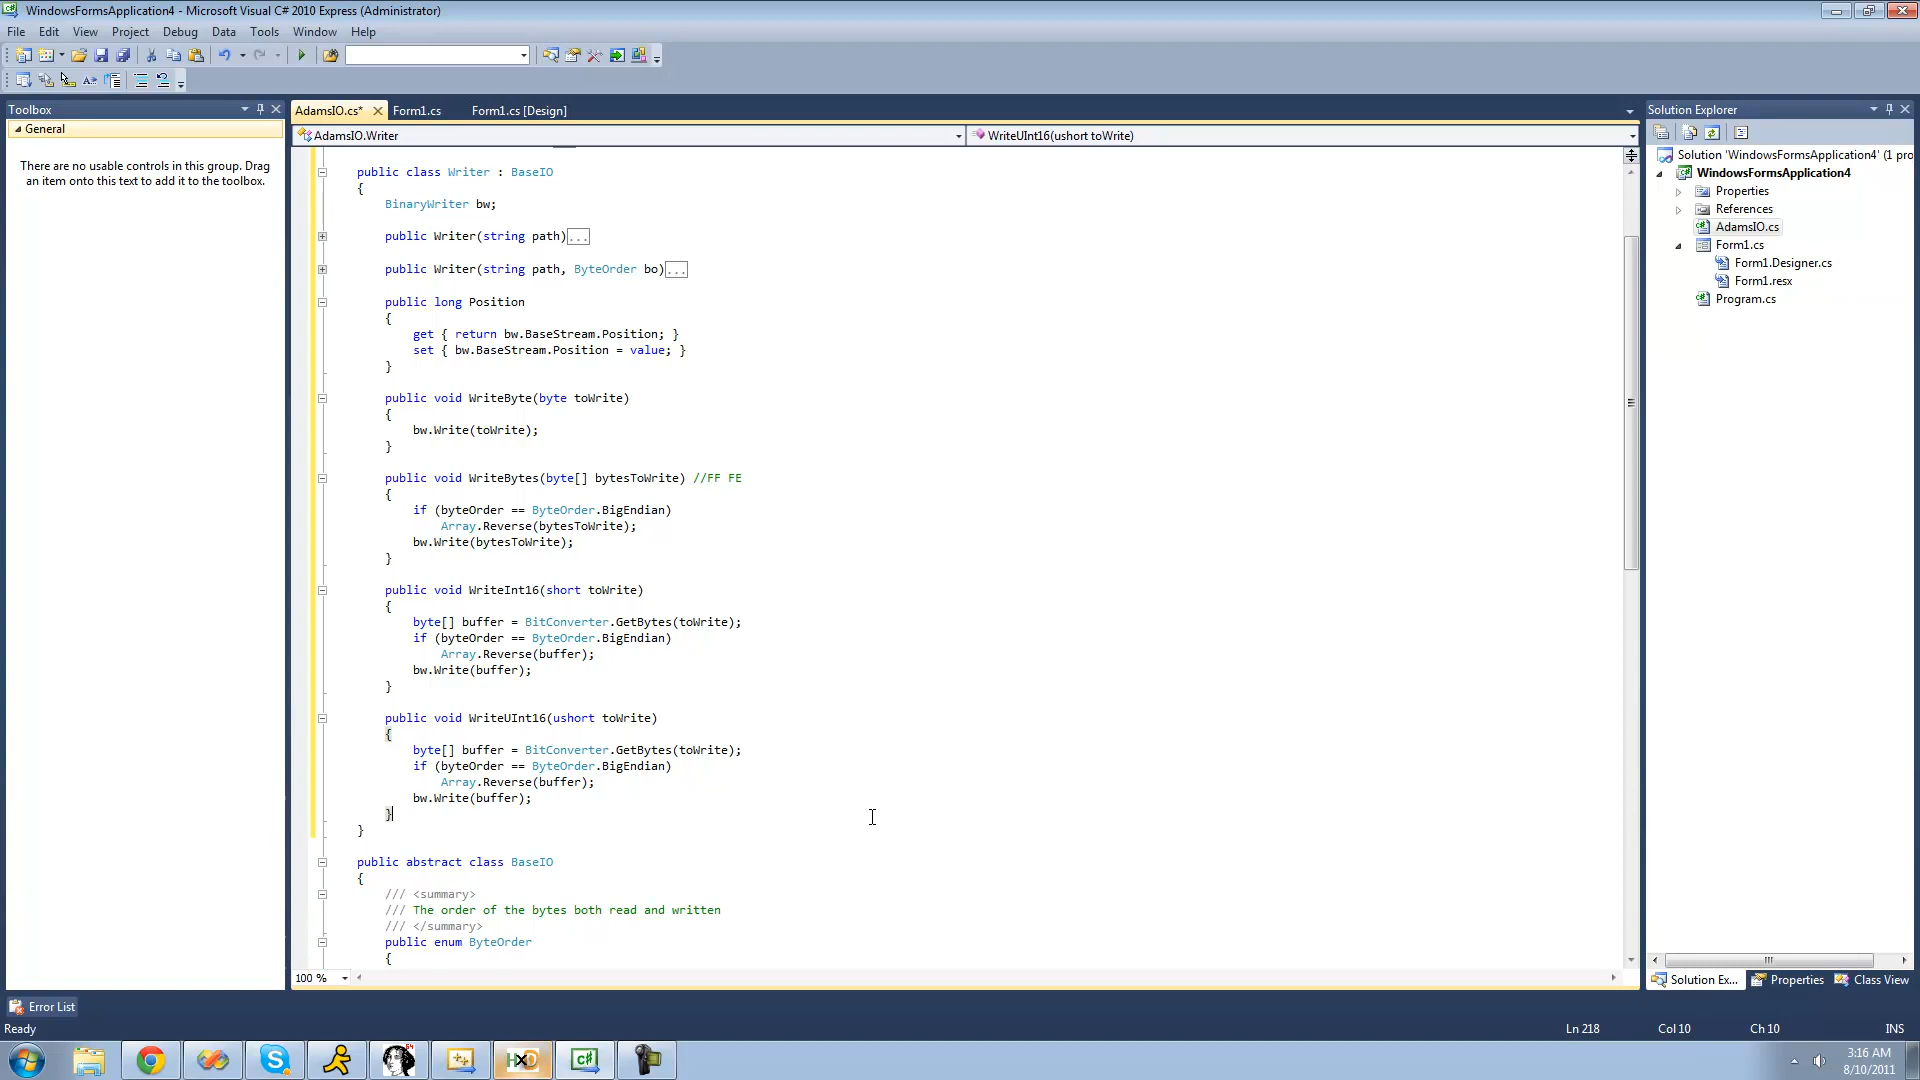 WindowsFormsApplication4 - Microsoft Visual C# 2010 Express (Administrator)
File Edit View Project Debug Tools Window Help
Toolbox
General
There are no usable controls in this group. Drag
an item onto this text to add it to the toolbox.
AdamsIO.cs* Form1.cs Form1.cs [Design]
AdamsIO.Writer WriteUInt16(ushort toWrite)
public class Writer : BaseIO
{
BinaryWriter bw;
public Writer(string path)...
public Writer(string path, ByteOrder bo)...
public long Position
{
get { return bw.BaseStream.Position; }
set { bw.BaseStream.Position = value; }
}
public void WriteByte(byte toWrite)
{
bw.Write(toWrite);
}
public void WriteBytes(byte[] bytesToWrite) //FF FE
{
if (byteOrder == ByteOrder.BigEndian)
Array.Reverse(bytesToWrite);
bw.Write(bytesToWrite);
}
public void WriteInt16(short toWrite)
{
byte[] buffer = BitConverter.GetBytes(toWrite);
if (byteOrder == ByteOrder.BigEndian)
Array.Reverse(buffer);
bw.Write(buffer);
}
public void WriteUInt16(ushort toWrite)
{
byte[] buffer = BitConverter.GetBytes(toWrite);
if (byteOrder == ByteOrder.BigEndian)
Array.Reverse(buffer);
bw.Write(buffer);
}
}
public abstract class BaseIO
{
/// <summary>
/// The order of the bytes both read and written
/// </summary>
public enum ByteOrder
{
100 %
Solution Explorer
Solution 'WindowsFormsApplication4' (1 pro
WindowsFormsApplication4
Properties
References
AdamsIO.cs
Form1.cs
Form1.Designer.cs
Form1.resx
Program.cs
Solution Ex... Properties Class View
Error List
Ready Ln 218 Col 10 Ch 10 INS
3:16 AM
8/10/2011